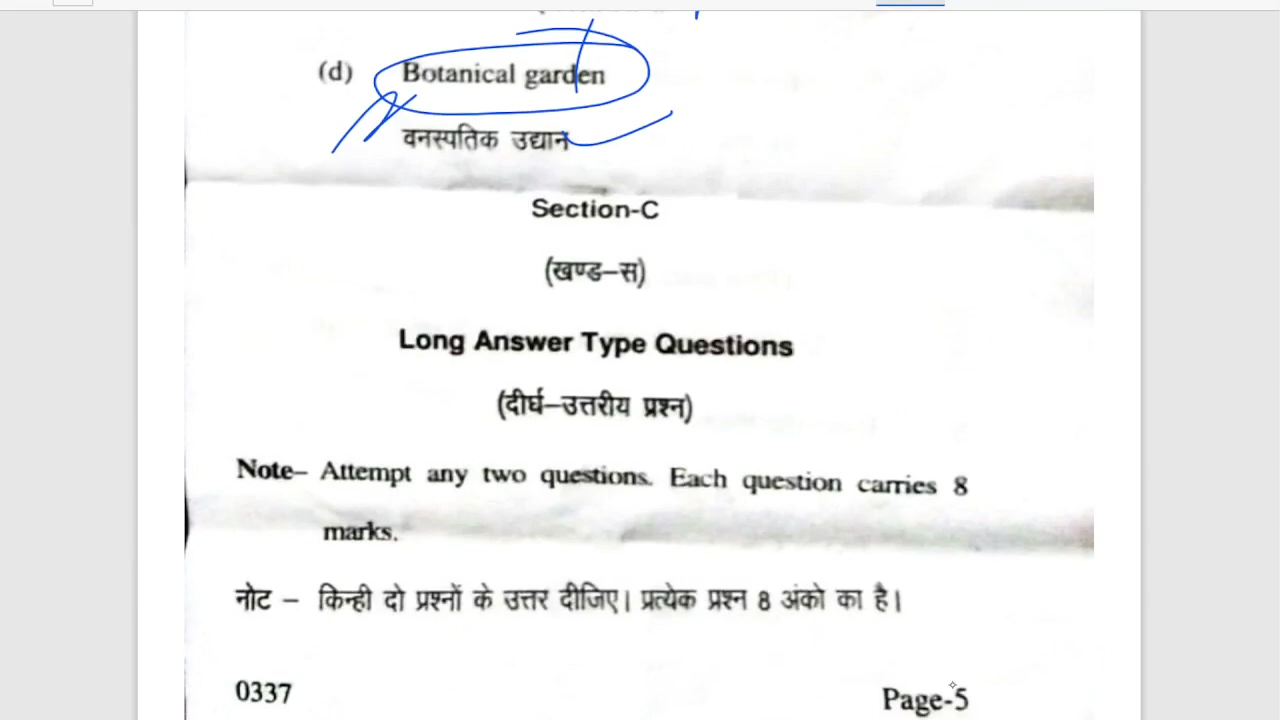 (d) Botanical garden
वनस्पतिक उद्यान
Section-C
(खण्ड–स)
Long Answer Type Questions
(दीर्घ–उत्तरीय प्रश्न)
Note– Attempt any two questions. Each question carries 8
marks.
नोट – किन्ही दो प्रश्नों के उत्तर दीजिए। प्रत्येक प्रश्न 8 अंको का है।
0337 Page-5